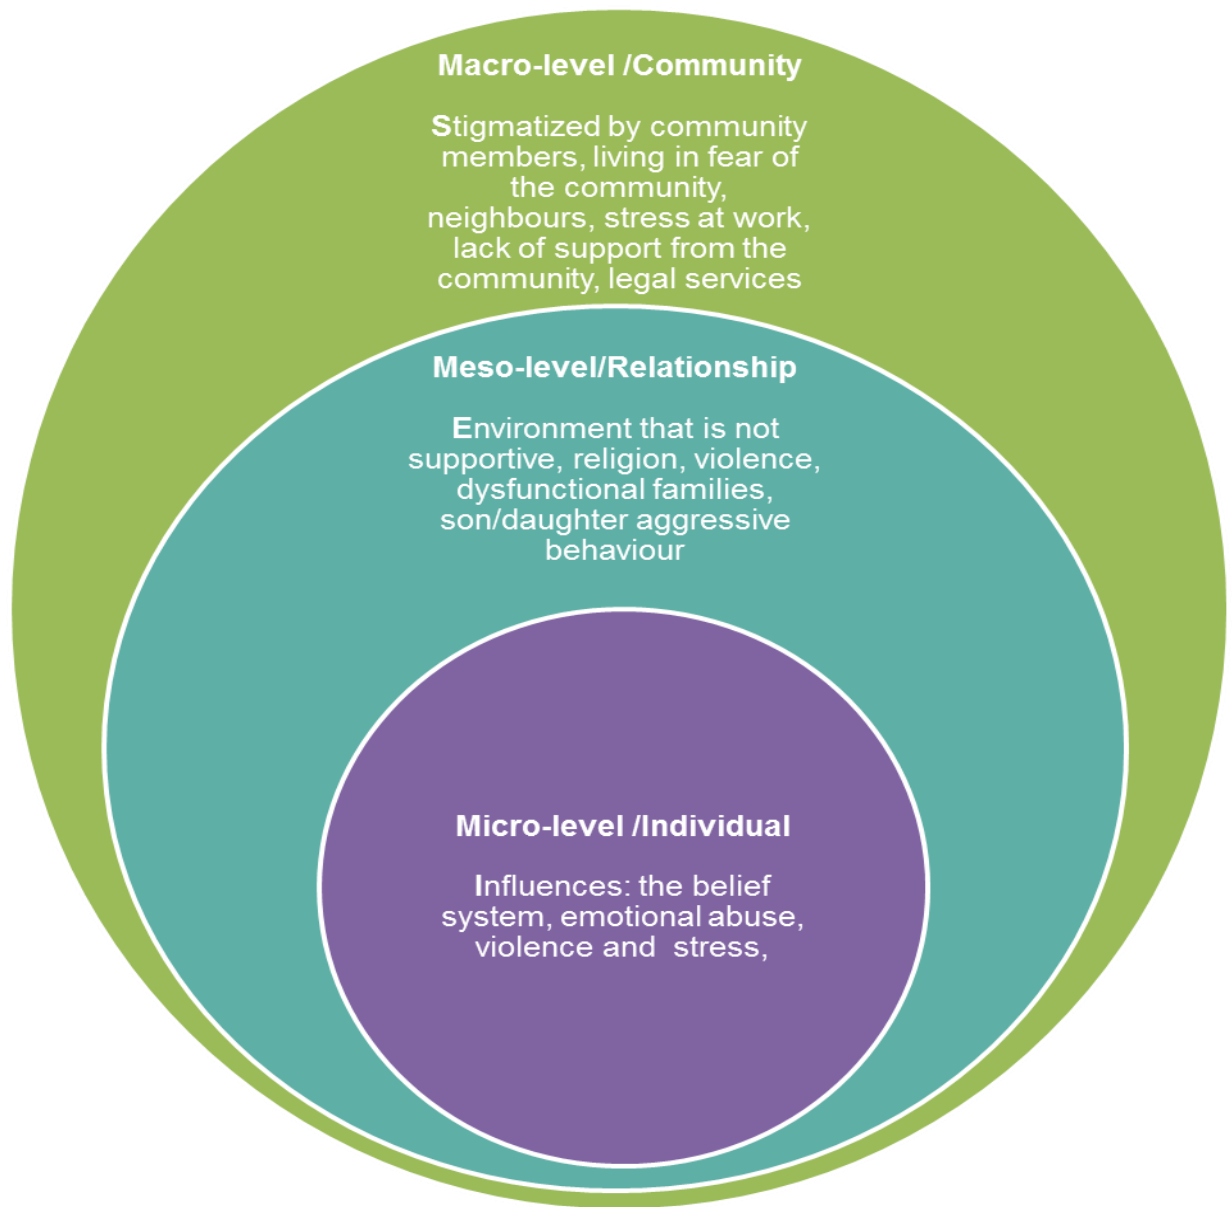 Macro-level /Community
Stigmatized by community
members, living in fear of
the community,
neighbours, stress at work,
lack of support from the
community, legal services
Meso-level/Relationship
Environment that is not
supportive, religion, violence,
dysfunctional families,
son/daughter aggressive
behaviour
Micro-level /Individual
Influences: the belief
system, emotional abuse,
violence and  stress,